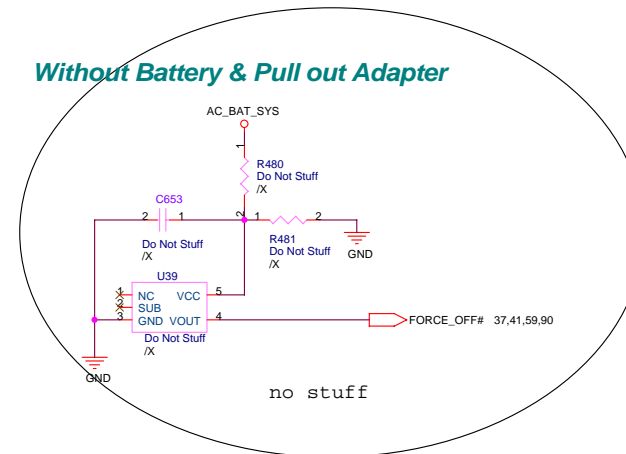 Without Battery & Pull out Adapter
AC_BAT_SYS
1
R480
Do Not Stuff
/X
2
C653
2 1
Do Not Stuff
/X
1 2
R481
Do Not Stuff
/X
GND
U39
1 NC VCC 5
2 SUB
3 GND VOUT 4
Do Not Stuff
/X
FORCE_OFF# 37,41,59,90
GND
no stuff